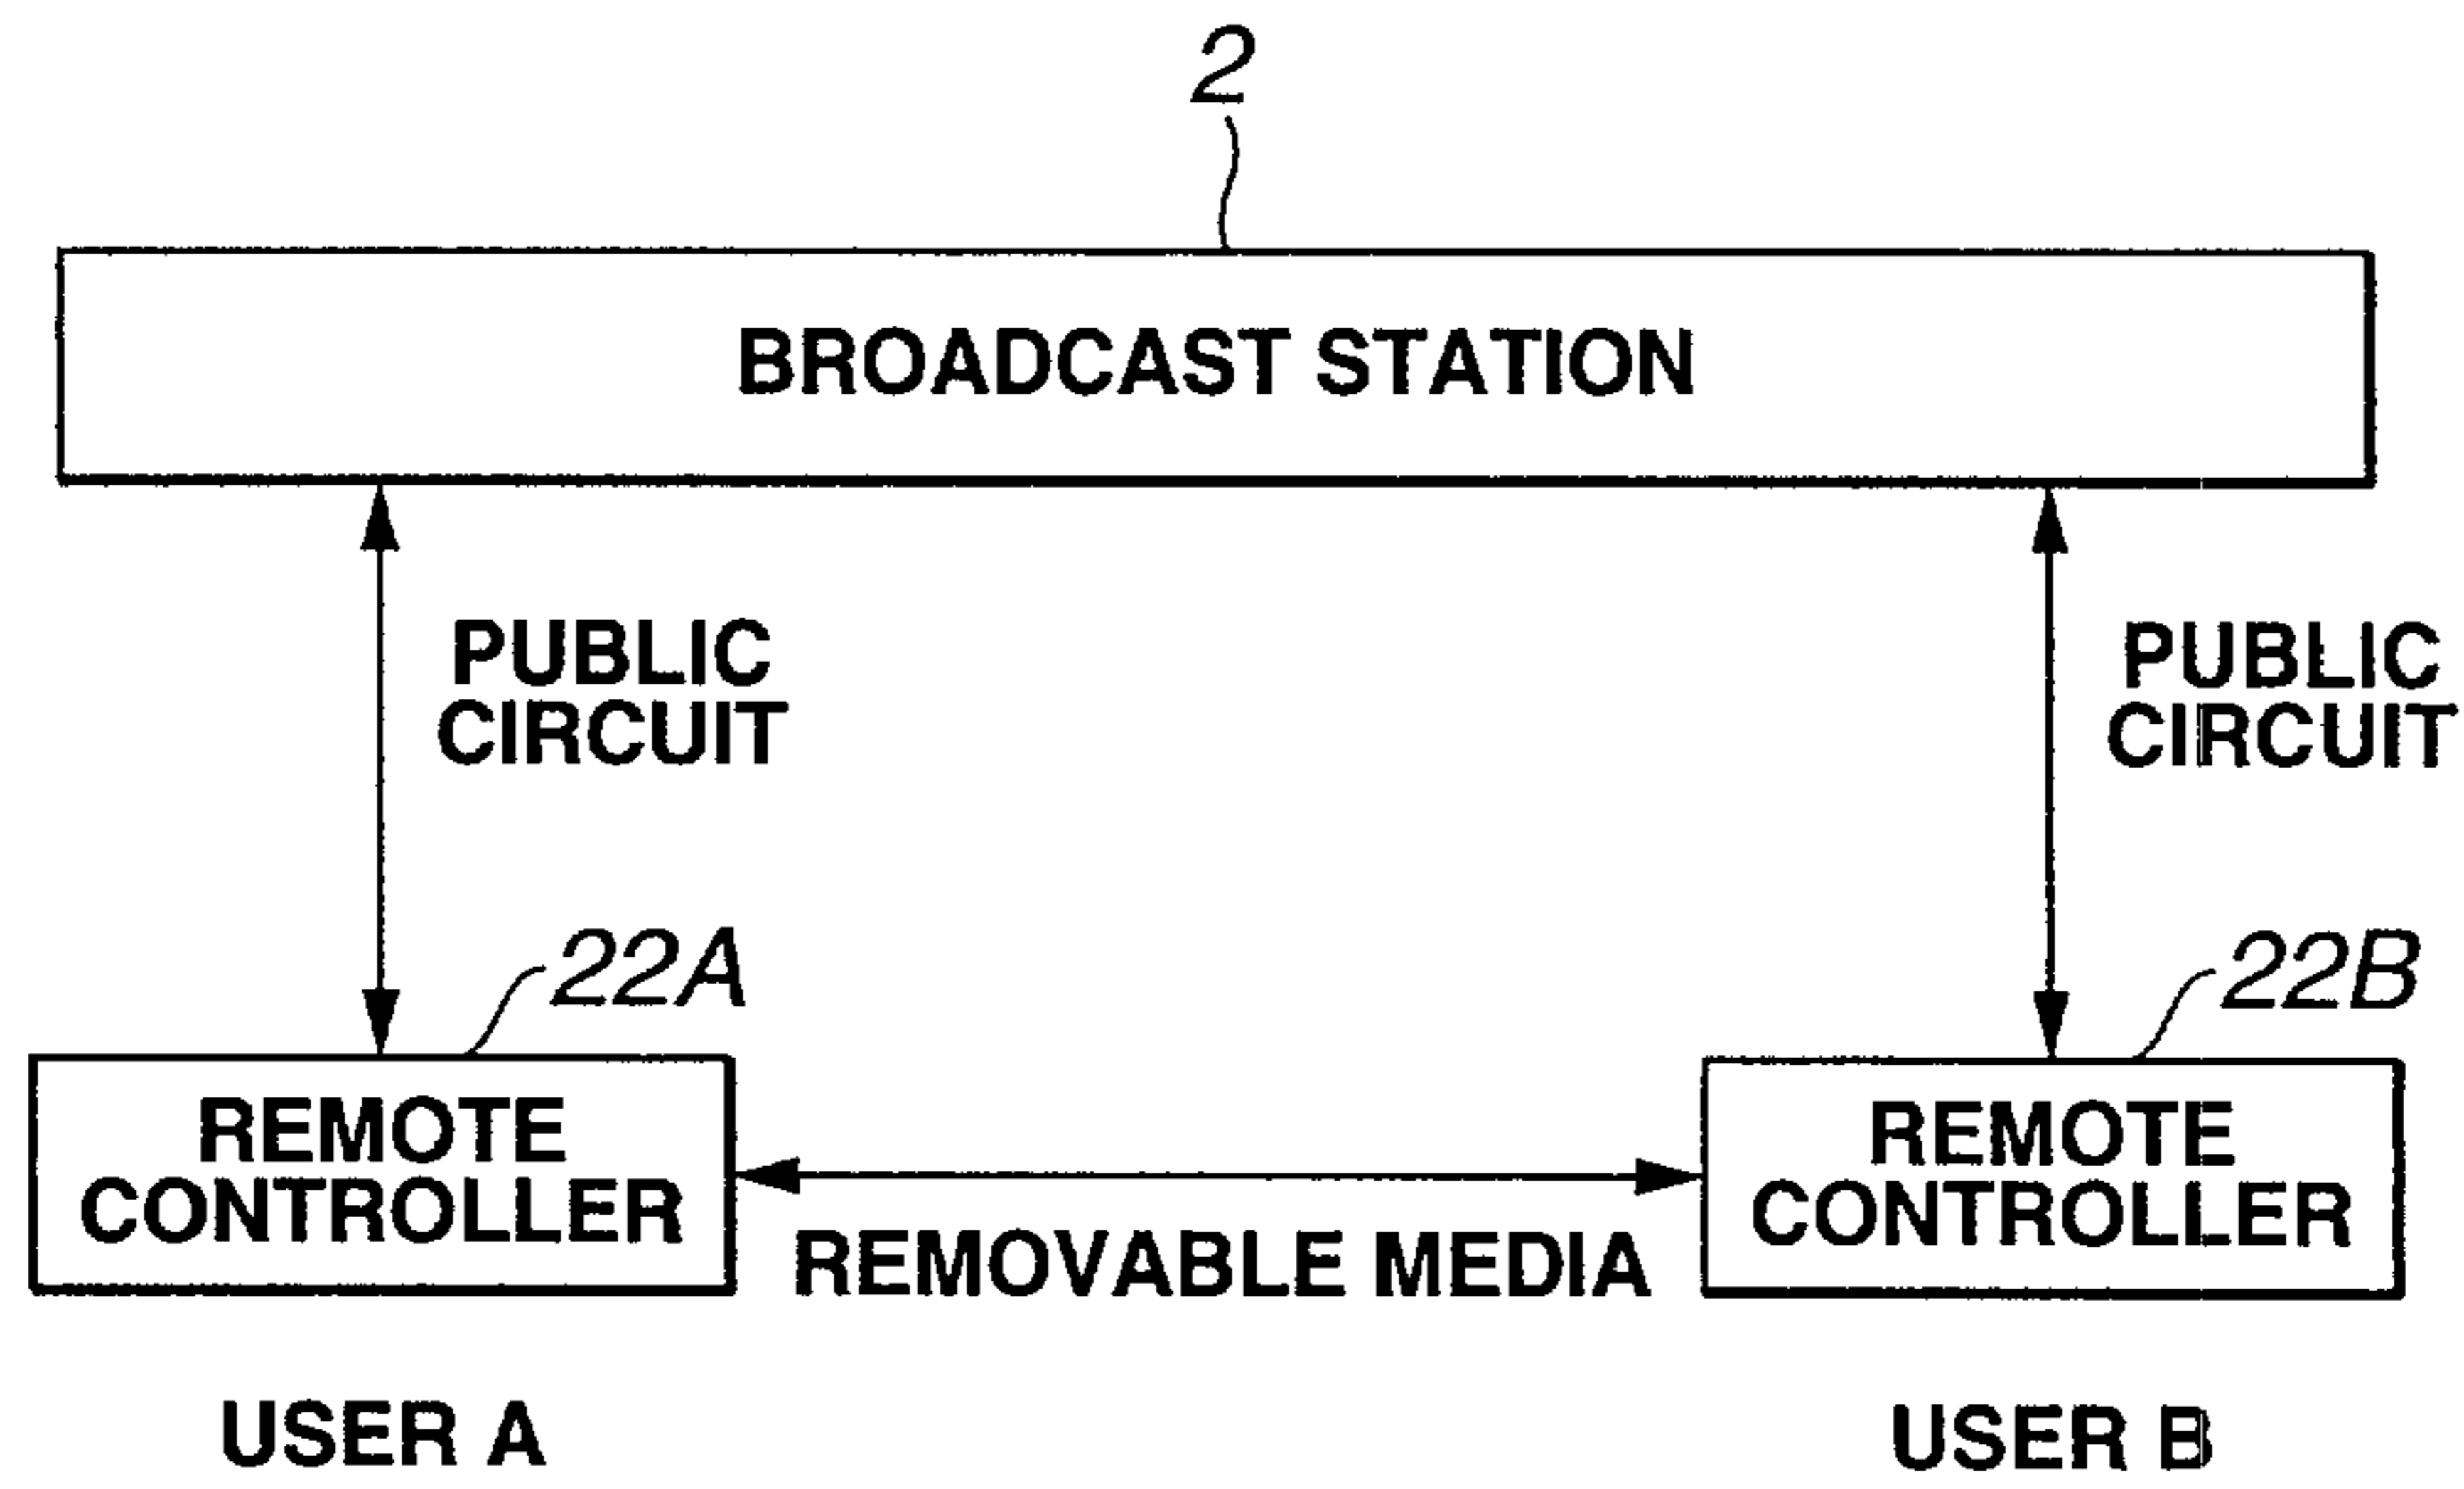 2
BROADCAST STATION
PUBLIC
CIRCUIT
PUBLIC
CIRCUIT
22A
22B
REMOTE
CONTROLLER
REMOTE
CONTROLLER
REMOVABLE MEDIA
USER A
USER B